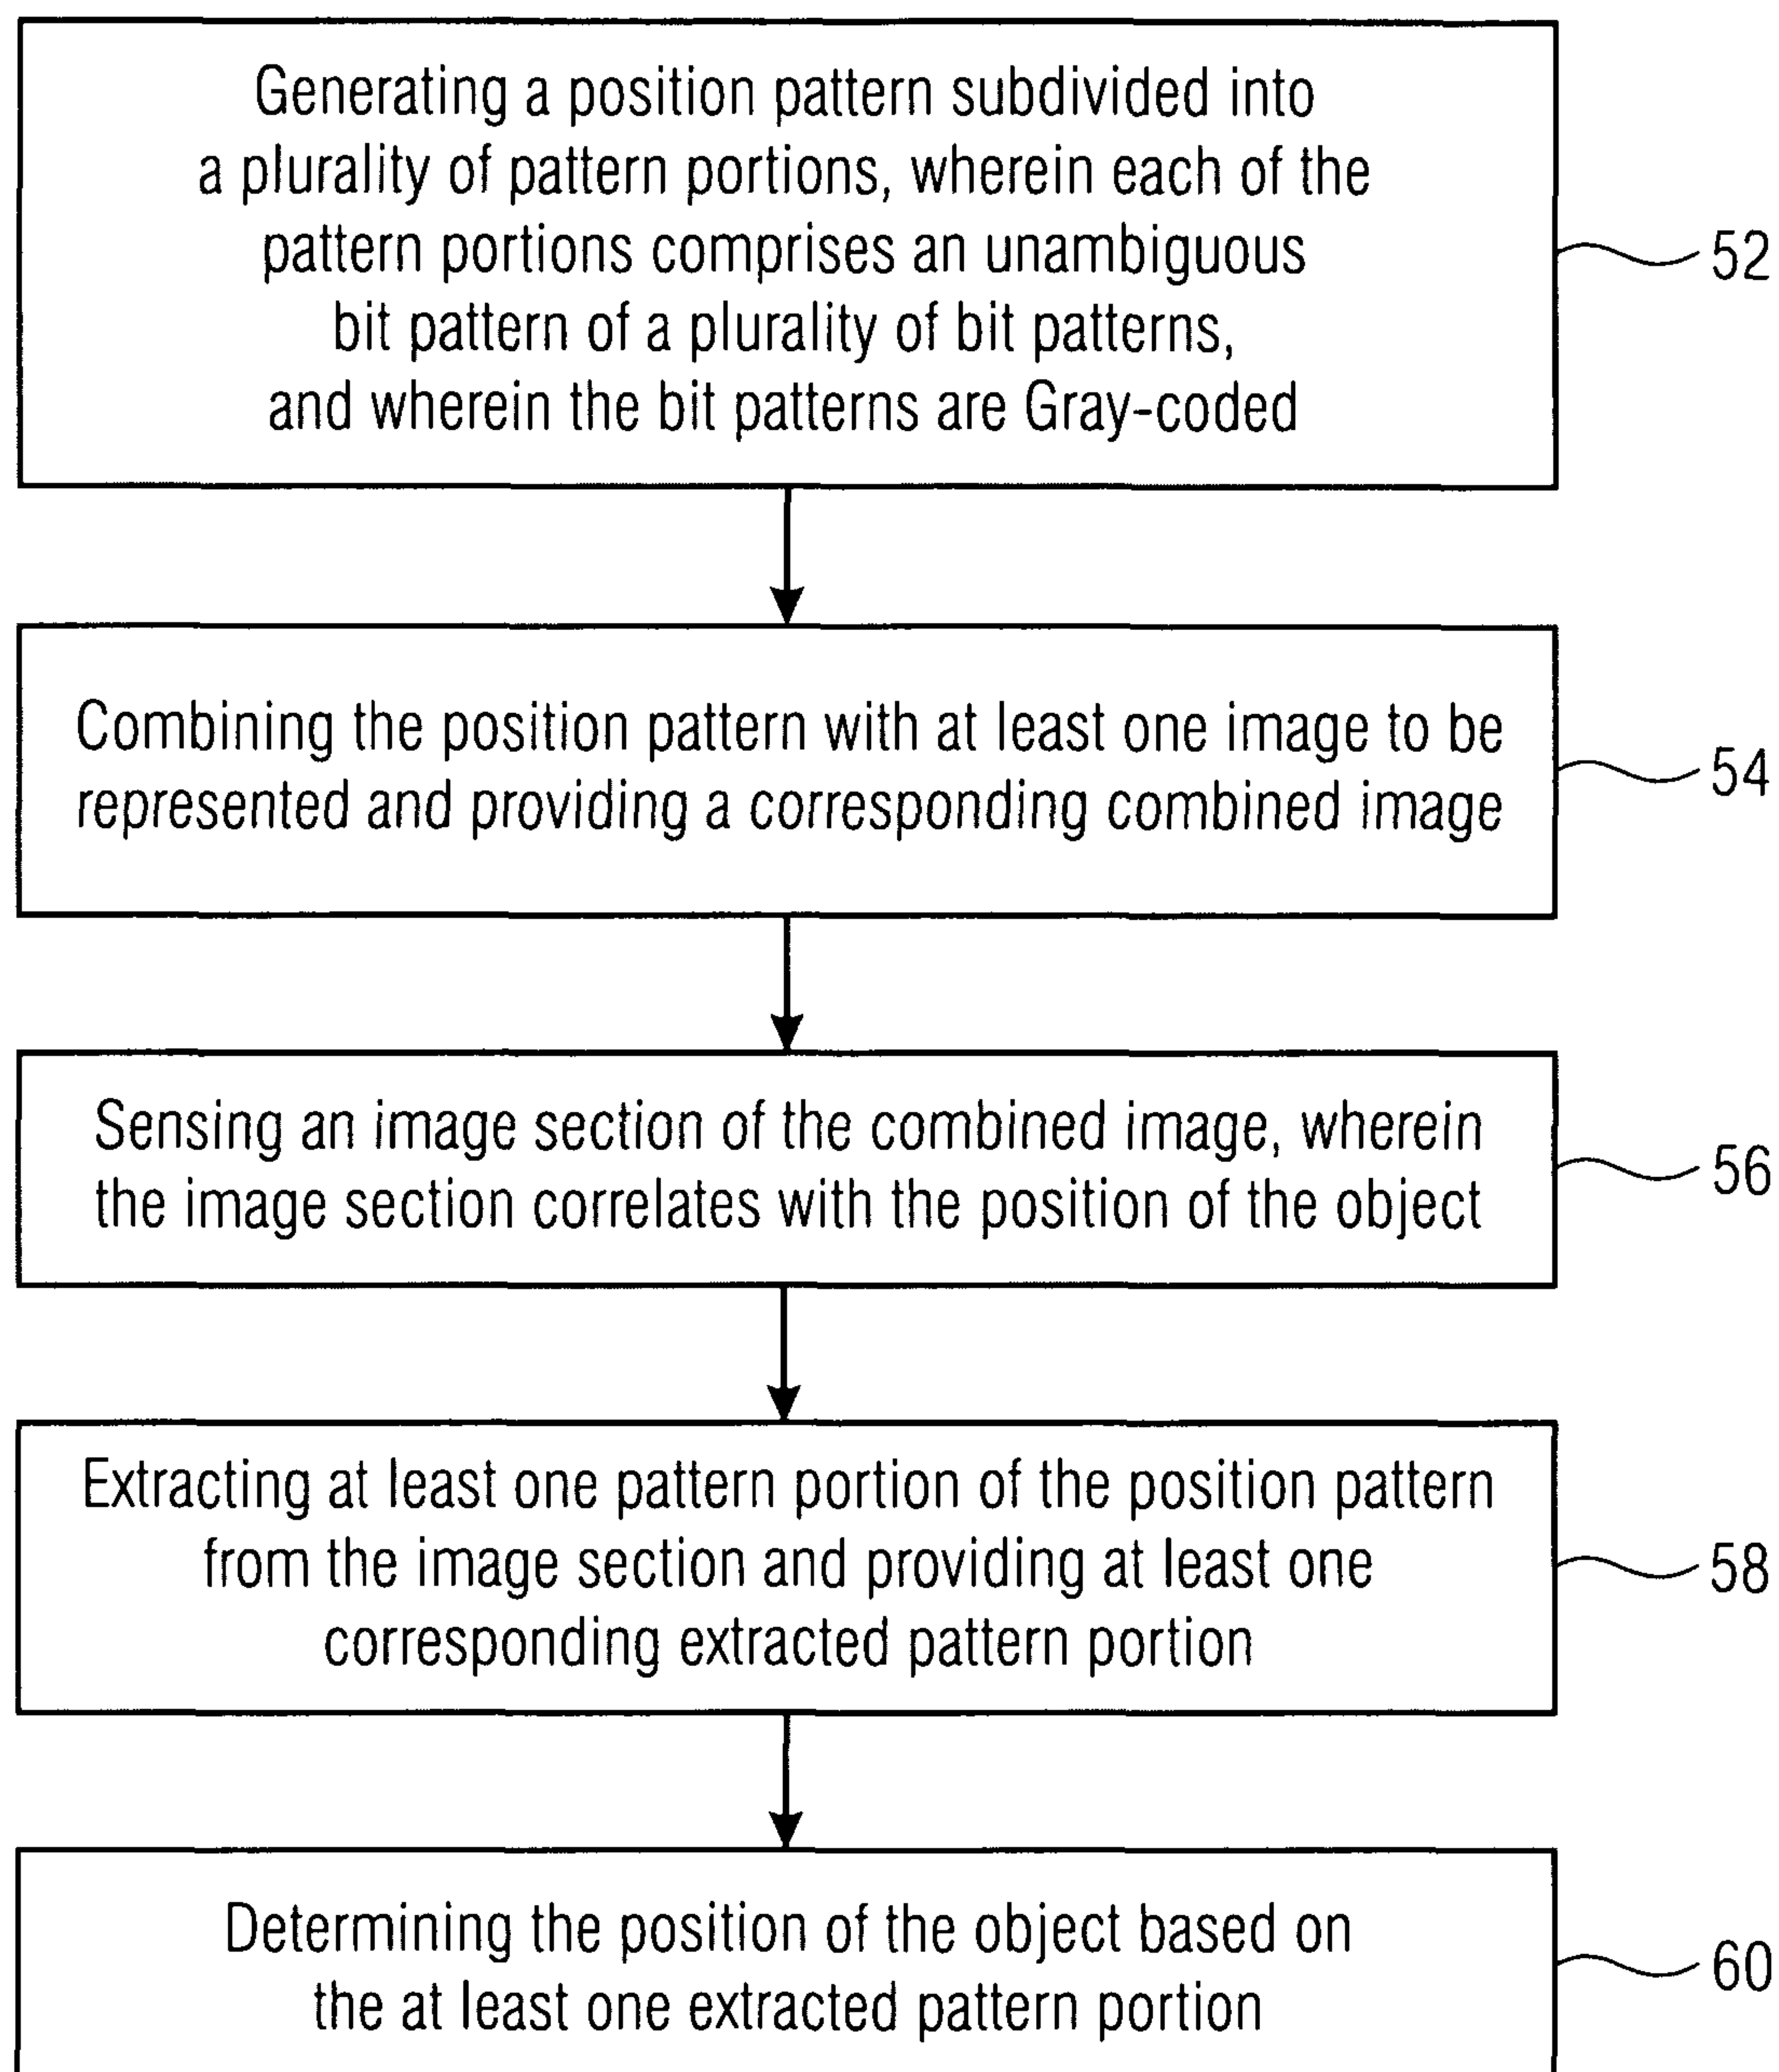 Generating a position pattern subdivided into
a plurality of pattern portions, wherein each of the
pattern portions comprises an unambiguous
bit pattern of a plurality of bit patterns,
and wherein the bit patterns are Gray-coded
52
Combining the position pattern with at least one image to be
represented and providing a corresponding combined image
54
Sensing an image section of the combined image, wherein
the image section correlates with the position of the object
56
Extracting at least one pattern portion of the position pattern
from the image section and providing at least one
corresponding extracted pattern portion
58
Determining the position of the object based on
the at least one extracted pattern portion
60